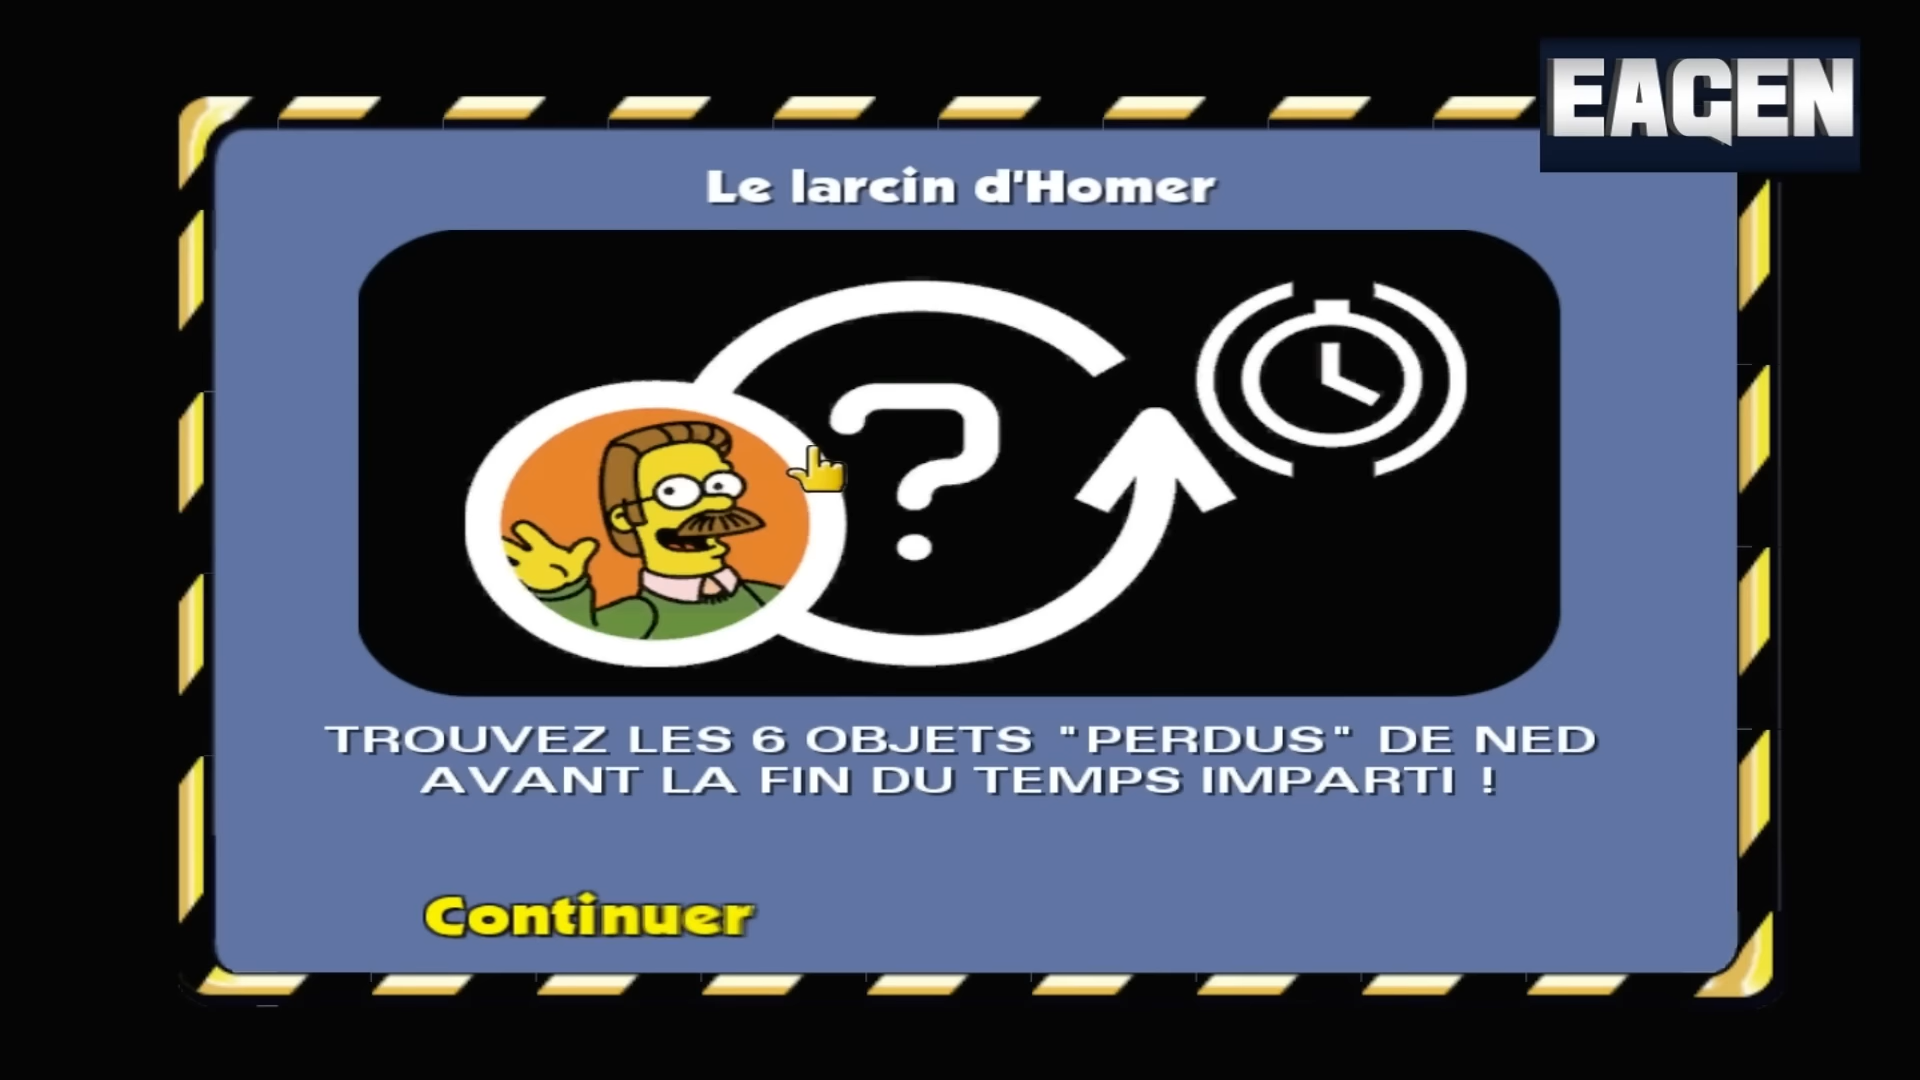 EAGEN
Le larcin d'Homer
?
TROUVEZ LES 6 OBJETS "PERDUS" DE NED
AVANT LA FIN DU TEMPS IMPARTI !
Continuer